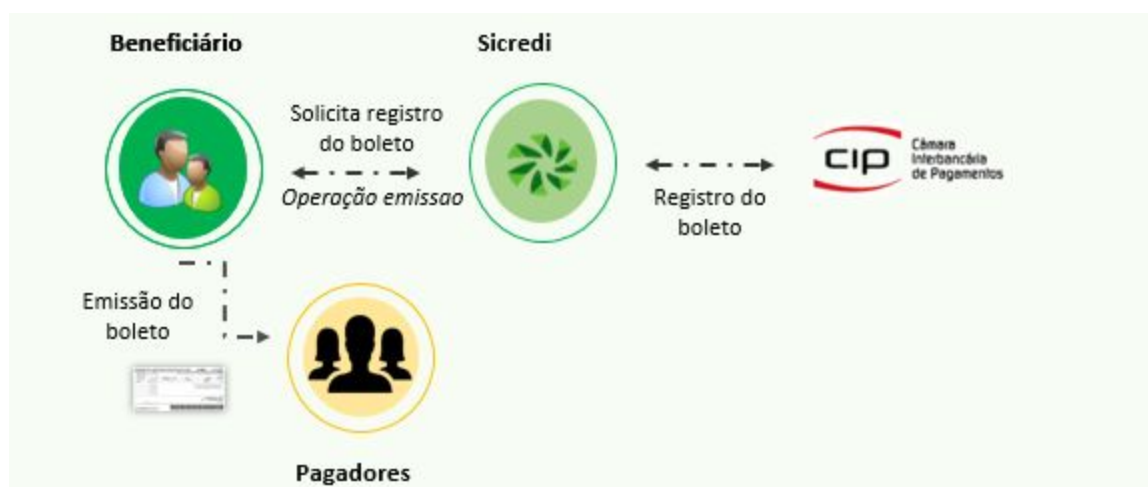 Beneficiário
Sicredi
Solicita registro
do boleto
Operação emissao
CIP
Câmara
Interbancária
de Pagamentos
Registro do
boleto
Emissão do
boleto
Pagadores